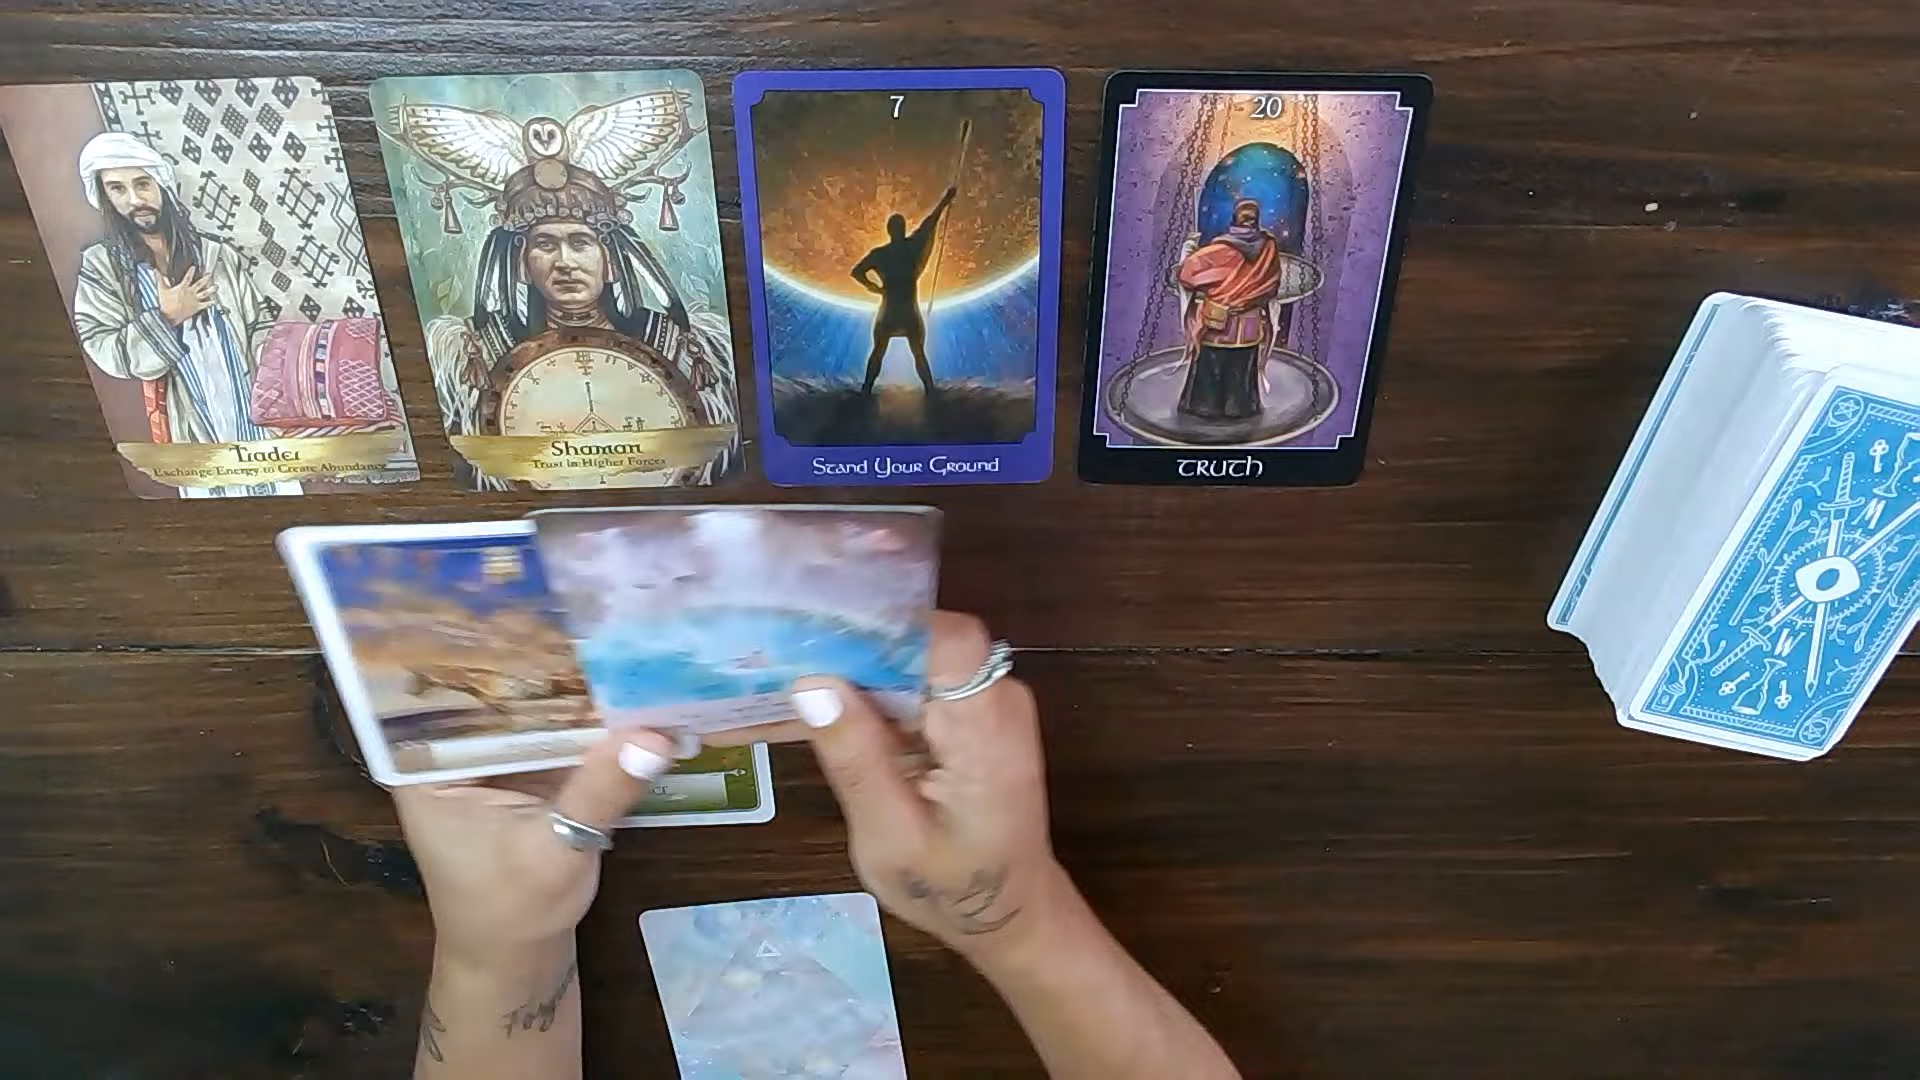 Trader
Exchange Energy to Create Abundance
Shaman
Trust in Higher Forces
7
Stand Your Ground
20
TRUTH
M
W